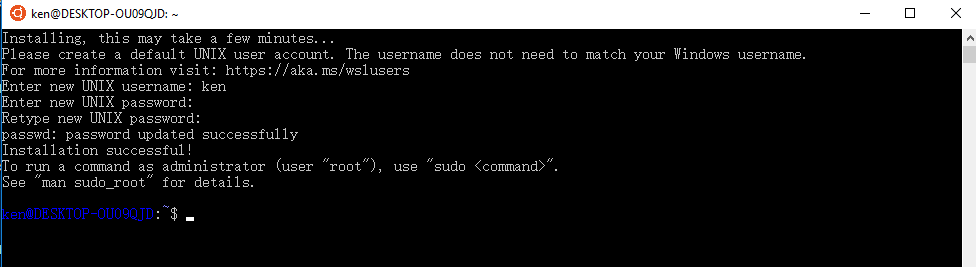 ken@DESKTOP-OU09QJD: ~
Installing, this may take a few minutes...
Please create a default UNIX user account. The username does not need to match your Windows username.
For more information visit: https://aka.ms/wslusers
Enter new UNIX username: ken
Enter new UNIX password:
Retype new UNIX password:
passwd: password updated successfully
Installation successful!
To run a command as administrator (user "root"), use "sudo <command>".
See "man sudo_root" for details.
ken@DESKTOP-OU09QJD:~$